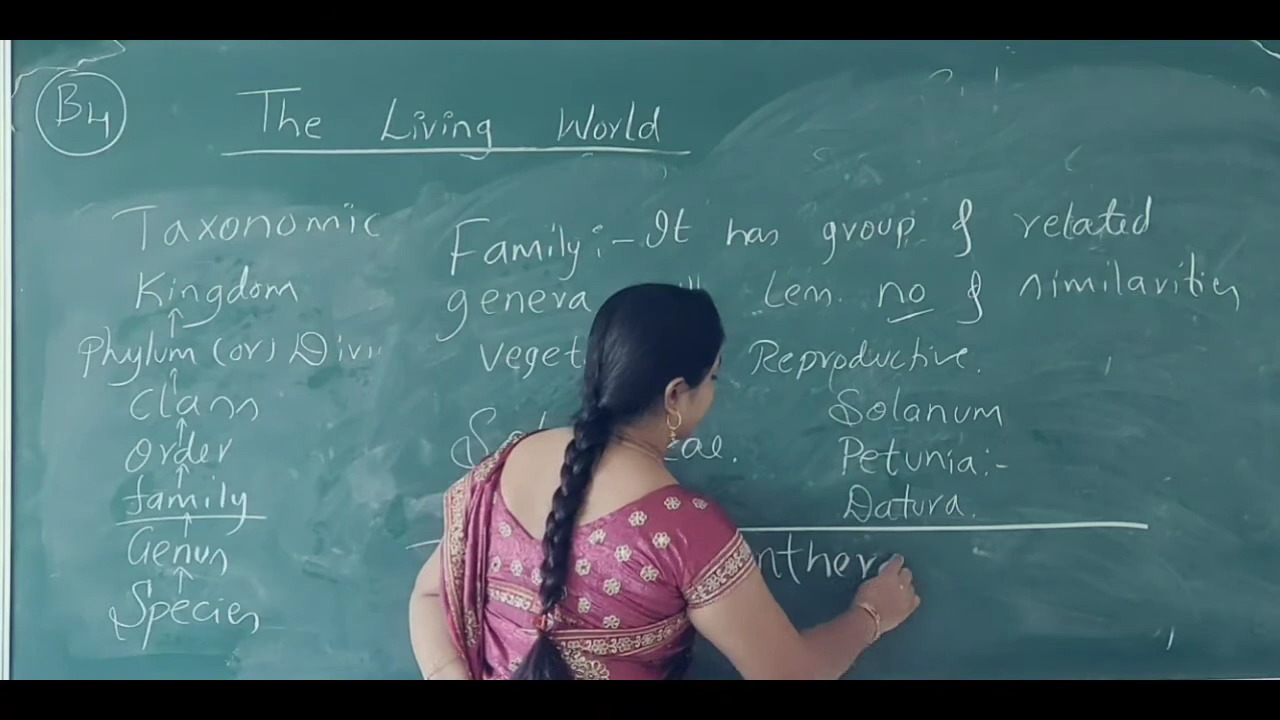 B4
The Living World
Taxonomic
Kingdom
Phylum (or) Divi
Class
Order
family
Genus
Species
Family:- It has group of related
genera less no of similarities
Veget Reproductive.
Solanum
Petunia:-
Datura.
nther